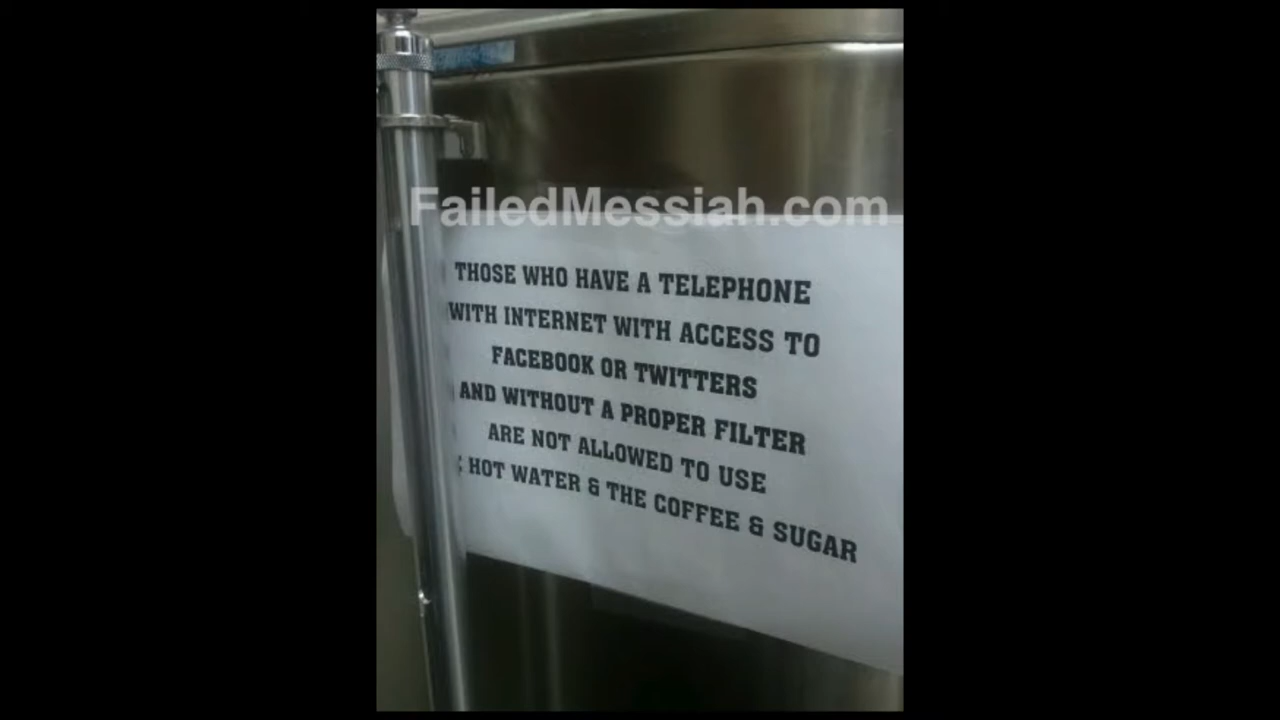 FailedMessiah.com
THOSE WHO HAVE A TELEPHONE
WITH INTERNET WITH ACCESS TO
FACEBOOK OR TWITTERS
AND WITHOUT A PROPER FILTER
ARE NOT ALLOWED TO USE
HOT WATER & THE COFFEE & SUGAR